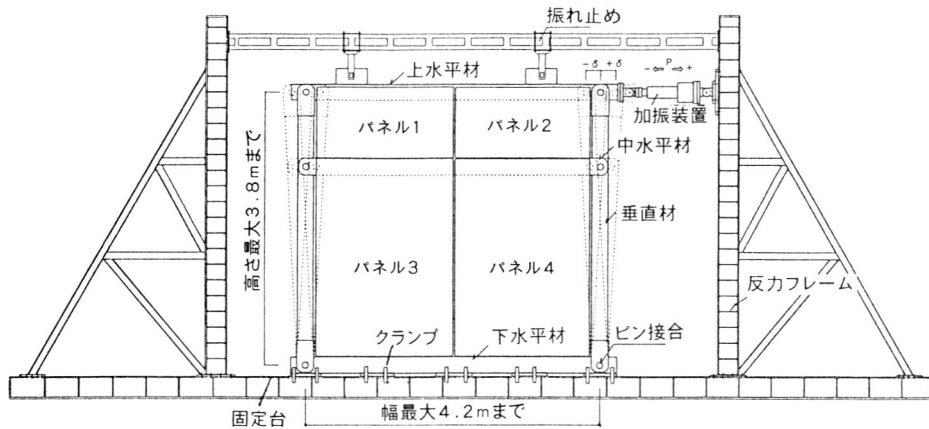 振れ止め
上水平材
-δ +δ
-⇐P⇒+
加振装置
パネル1
パネル2
中水平材
高さ最大3.8mまで
垂直材
パネル3
パネル4
反力フレーム
クランプ
下水平材
ピン接合
固定台
幅最大4.2mまで